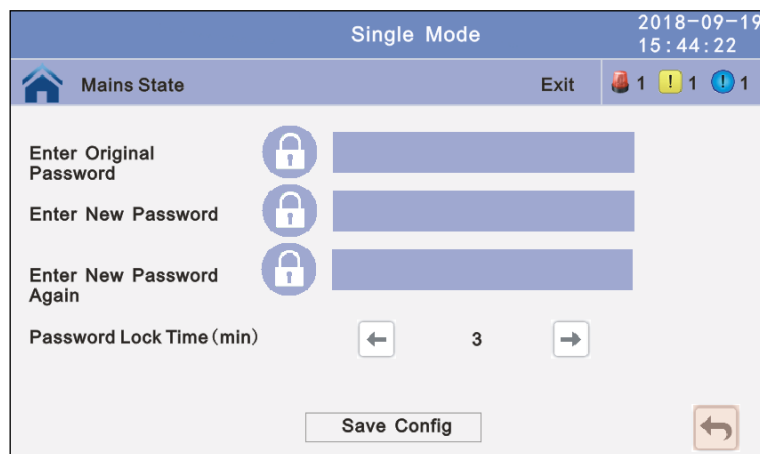 Single Mode
2018-09-19
15:44:22
Mains State
Exit
1
! 1
! 1
Enter Original
Password
Enter New Password
Enter New Password
Again
Password Lock Time(min)
3
Save Config